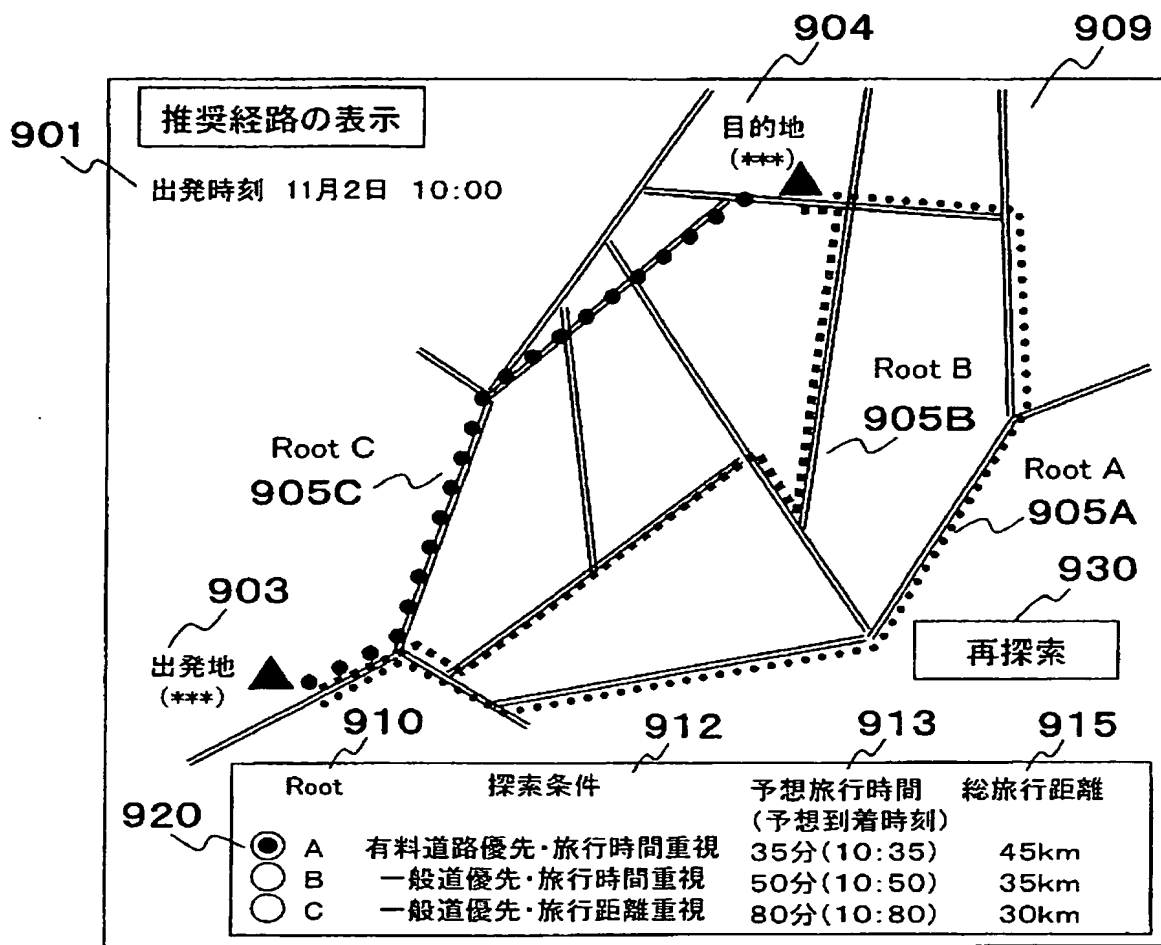 904
909
推奨経路の表示
901
目的地
(***)
出発時刻 11月2日 10:00
Root B
905B
Root C
905C
Root A
905A
930
903
出発地
(***)
再探索
910
912
913
915
Root 探索条件 予想旅行時間 総旅行距離
(予想到着時刻)
920
A 有料道路優先・旅行時間重視 35分(10:35) 45km
B 一般道優先・旅行時間重視 50分(10:50) 35km
C 一般道優先・旅行距離重視 80分(10:80) 30km